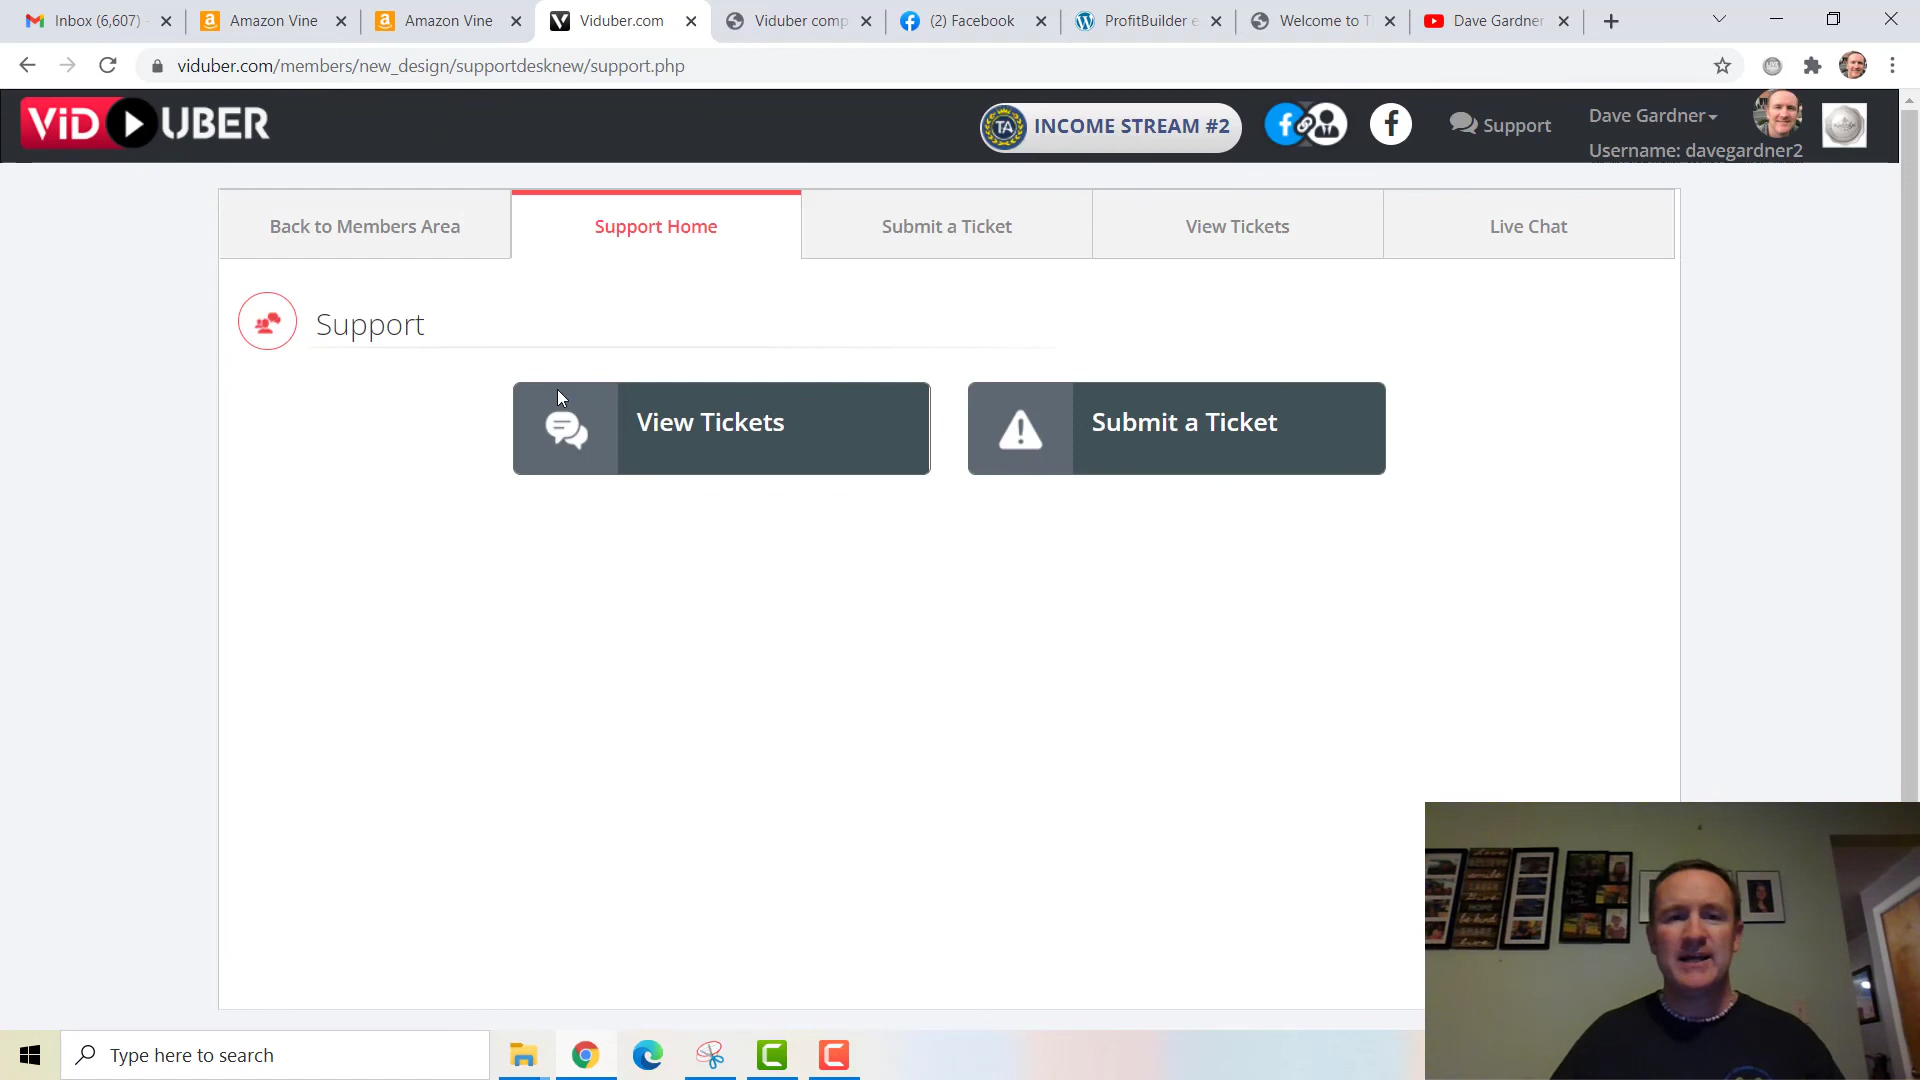 Inbox (6,607)
Amazon Vine
Amazon Vine
Viduber.com
Viduber comp
(2) Facebook
ProfitBuilder e
Welcome to T
Dave Gardner
viduber.com/members/new_design/supportdesknew/support.php
ViD UBER
TA INCOME STREAM #2
Support
Dave Gardner
Username: davegardner2
Back to Members Area
Support Home
Submit a Ticket
View Tickets
Live Chat
Support
View Tickets
Submit a Ticket
Type here to search